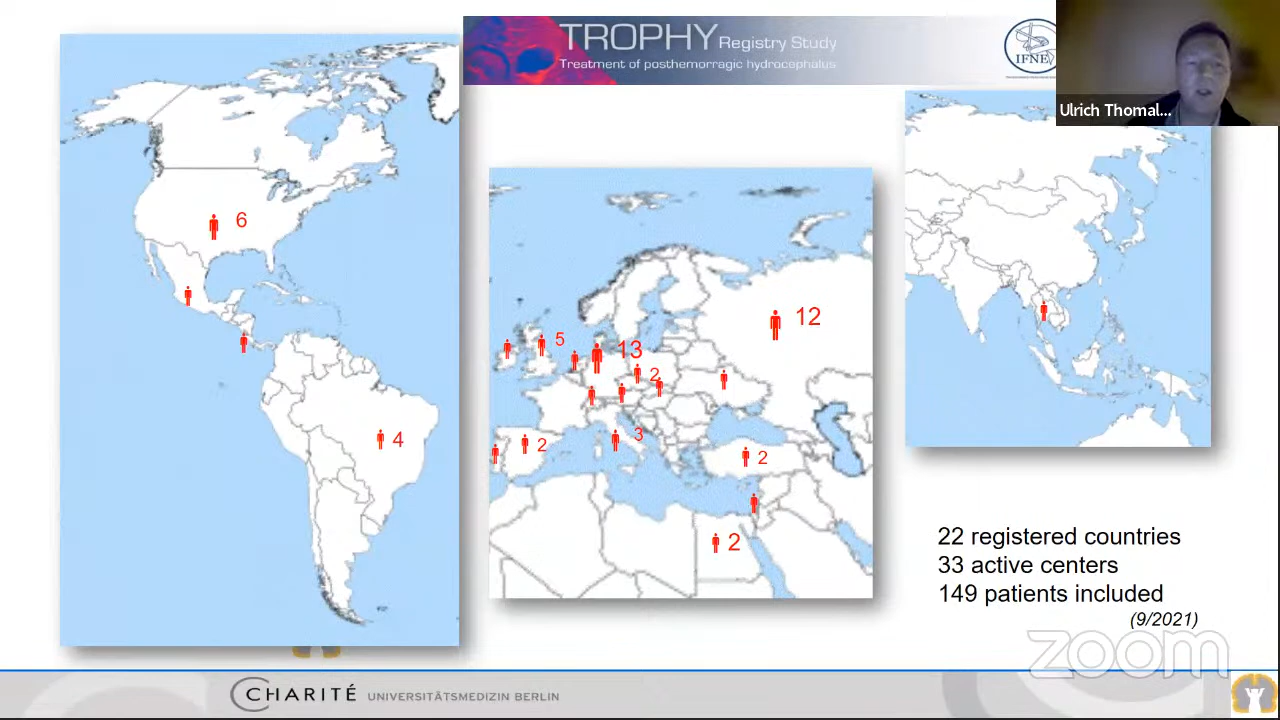 TROPHY Registry Study
Treatment of posthemorragic hydrocephalus
IFNE
Ulrich Thomal...
6
4
5
13
12
2
2
3
2
2
22 registered countries
33 active centers
149 patients included
(9/2021)
zoom
CHARITÉ UNIVERSITÄTSMEDIZIN BERLIN